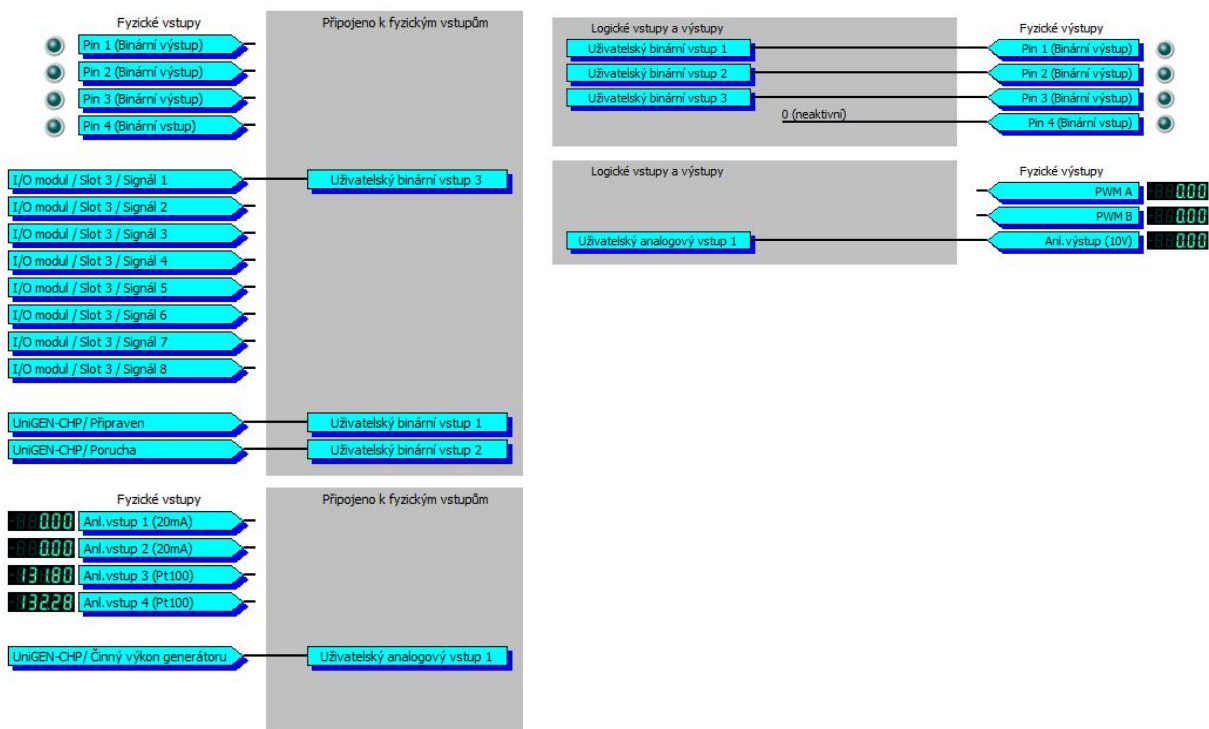 Fyzické vstupy
Připojeno k fyzickým vstupům
Pin 1 (Binární výstup)
Pin 2 (Binární výstup)
Pin 3 (Binární výstup)
Pin 4 (Binární vstup)
I/O modul / Slot 3 / Signál 1
Uživatelský binární vstup 3
I/O modul / Slot 3 / Signál 2
I/O modul / Slot 3 / Signál 3
I/O modul / Slot 3 / Signál 4
I/O modul / Slot 3 / Signál 5
I/O modul / Slot 3 / Signál 6
I/O modul / Slot 3 / Signál 7
I/O modul / Slot 3 / Signál 8
UniGEN-CHP/ Připraven
Uživatelský binární vstup 1
UniGEN-CHP/ Porucha
Uživatelský binární vstup 2
Fyzické vstupy
Připojeno k fyzickým vstupům
0.00 Anl.vstup 1 (20mA)
0.00 Anl.vstup 2 (20mA)
-131.80 Anl.vstup 3 (Pt100)
-132.28 Anl.vstup 4 (Pt100)
UniGEN-CHP/ Činný výkon generátoru
Uživatelský analogový vstup 1
Logické vstupy a výstupy
Fyzické výstupy
Uživatelský binární vstup 1
Pin 1 (Binární výstup)
Uživatelský binární vstup 2
Pin 2 (Binární výstup)
Uživatelský binární vstup 3
Pin 3 (Binární výstup)
0 (neaktivní)
Pin 4 (Binární vstup)
Logické vstupy a výstupy
Fyzické výstupy
PWM A 0.00
PWM B 0.00
Uživatelský analogový vstup 1
Anl.výstup (10V) 0.00